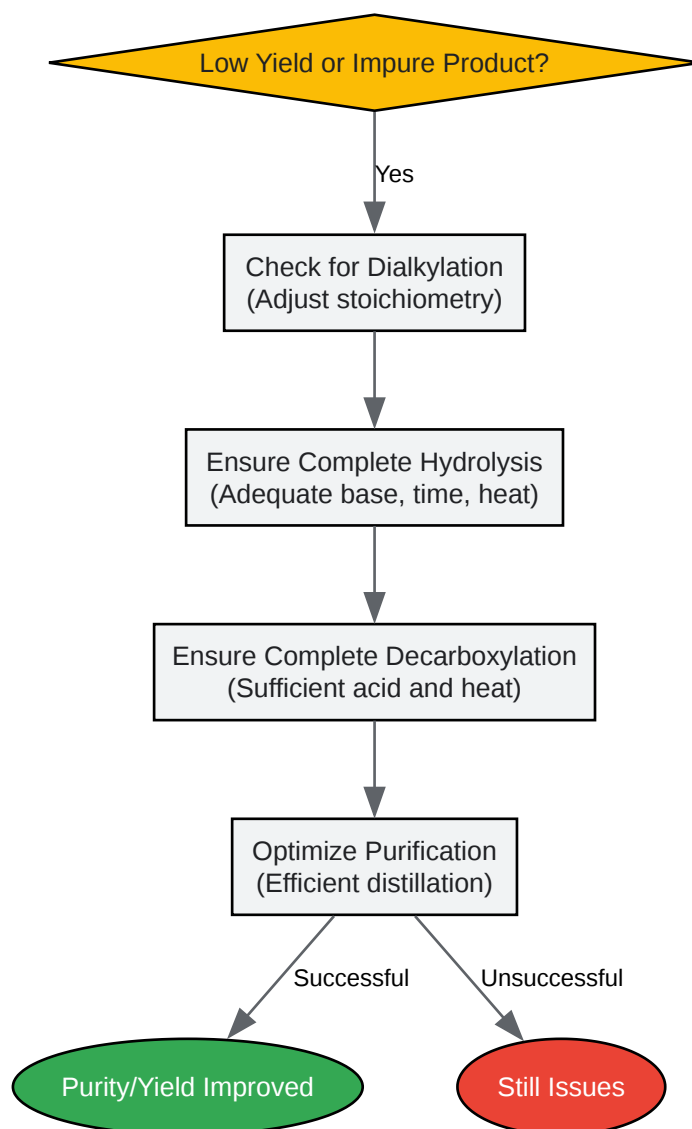 Low Yield or Impure Product?
Yes
Check for Dialkylation
(Adjust stoichiometry)
Ensure Complete Hydrolysis
(Adequate base, time, heat)
Ensure Complete Decarboxylation
(Sufficient acid and heat)
Optimize Purification
(Efficient distillation)
Successful
Unsuccessful
Purity/Yield Improved
Still Issues